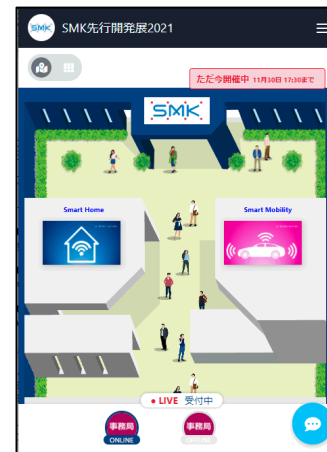 SMK
SMK先行開発展2021
ただ今開催中 11月30日 17:30まで
SMK
Smart Home
Smart Mobility
● LIVE 受付中
事務局
ONLINE
事務局
OFFLINE